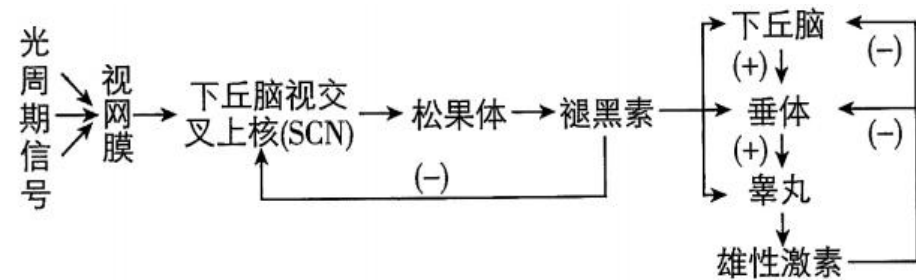 光周期信号
视网膜
下丘脑视交
叉上核(SCN)
(−)
松果体
褪黑素
下丘脑
(+)
(−)
垂体
(+)
(−)
睾丸
雄性激素